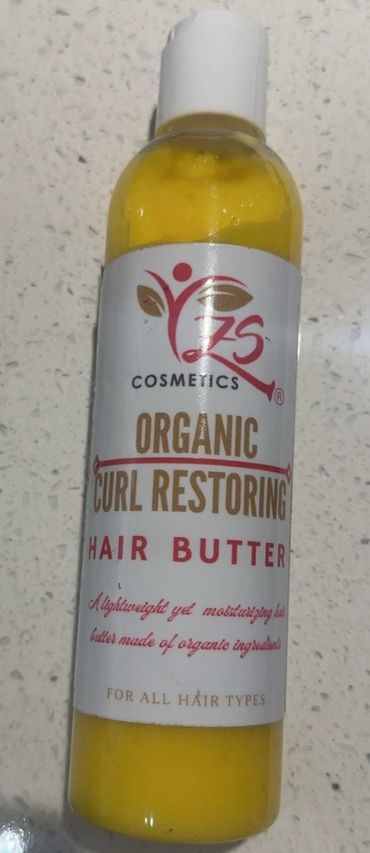 ZS
COSMETICS
®
ORGANIC
CURL RESTORING
HAIR BUTTER
A lightweight yet moisturizing hair
butter made of organic ingredients
FOR ALL HAIR TYPES